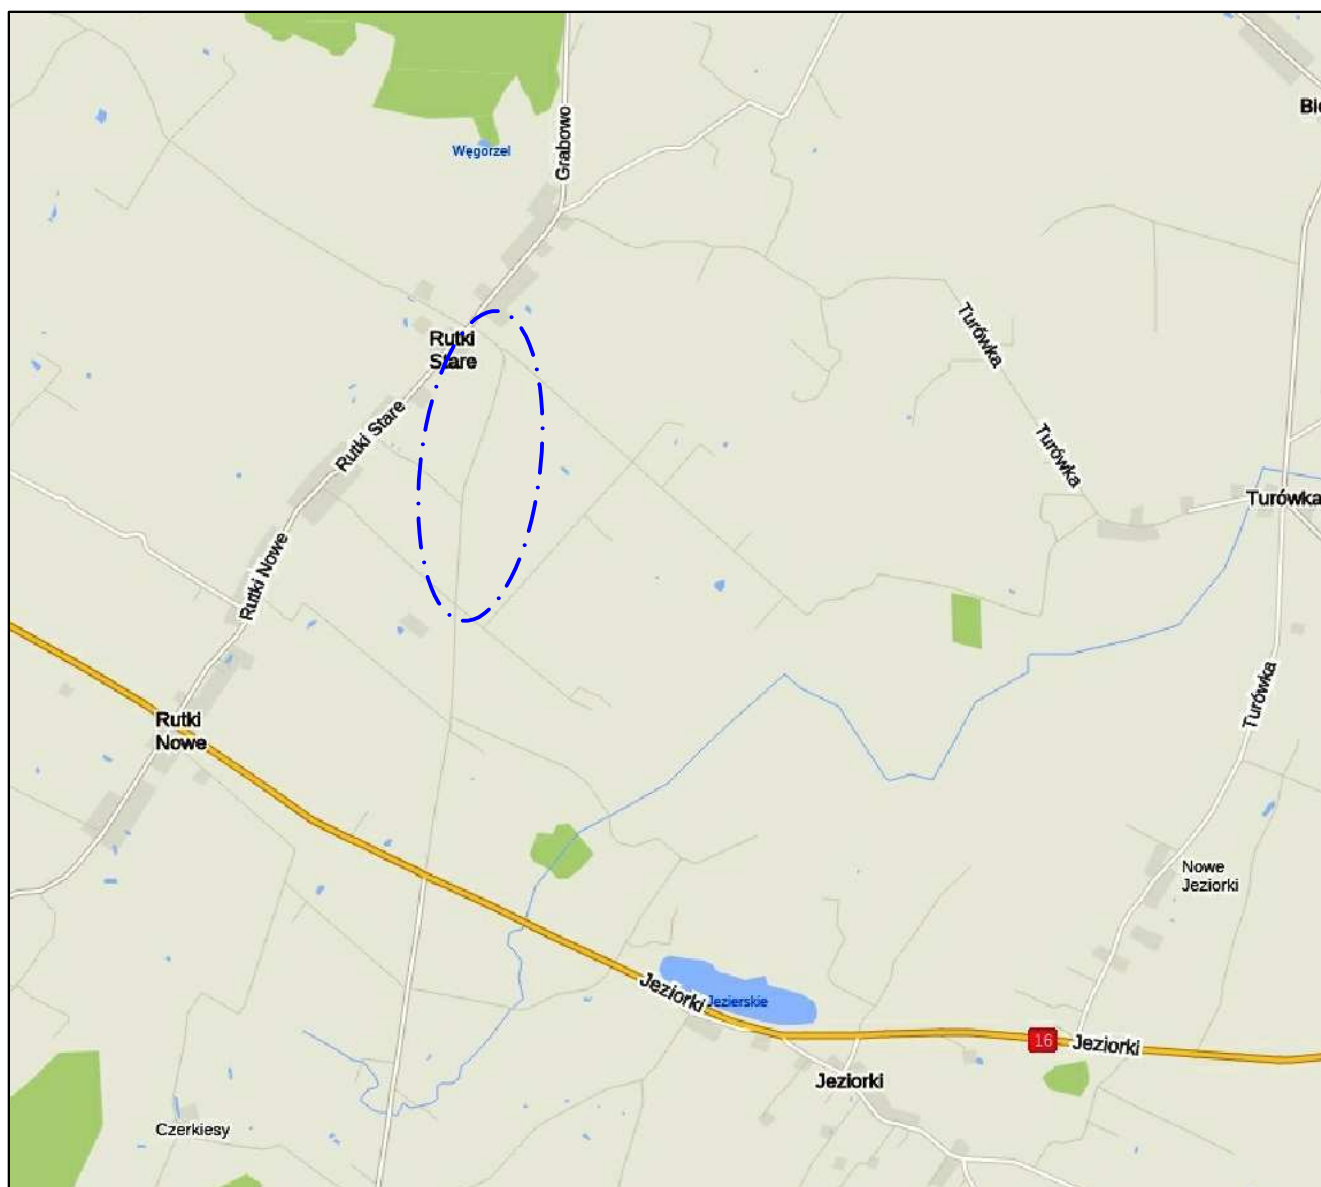 Bi
Grabowo
Węgorzel
Turówka
Rutki
Stare
Rutki Stare
Turówka
Turówka
Rutki Nowe
Turówka
Rutki
Nowe
Nowe
Jeziorki
Jeziorki
Jezierskie
16
Jeziorki
Jeziorki
Czerkiesy